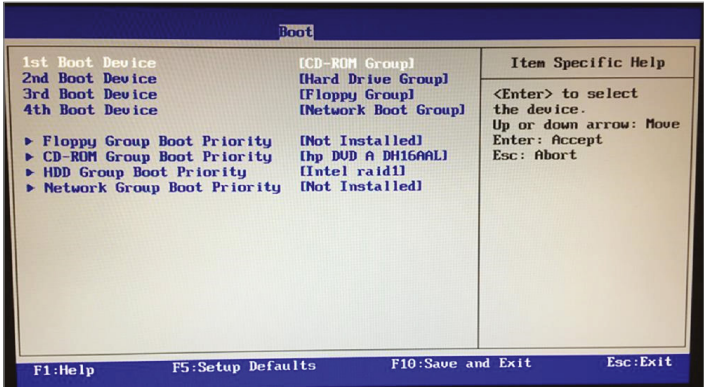 Boot
1st Boot Device [CD-ROM Group]
2nd Boot Device [Hard Drive Group]
3rd Boot Device [Floppy Group]
4th Boot Device [Network Boot Group]
▶ Floppy Group Boot Priority [Not Installed]
▶ CD-ROM Group Boot Priority [hp DVD A DH16AAL]
▶ HDD Group Boot Priority [Intel raid1]
▶ Network Group Boot Priority [Not Installed]
Item Specific Help
<Enter> to select
the device.
Up or down arrow: Move
Enter: Accept
Esc: Abort
F1:Help F5:Setup Defaults F10:Save and Exit Esc:Exit